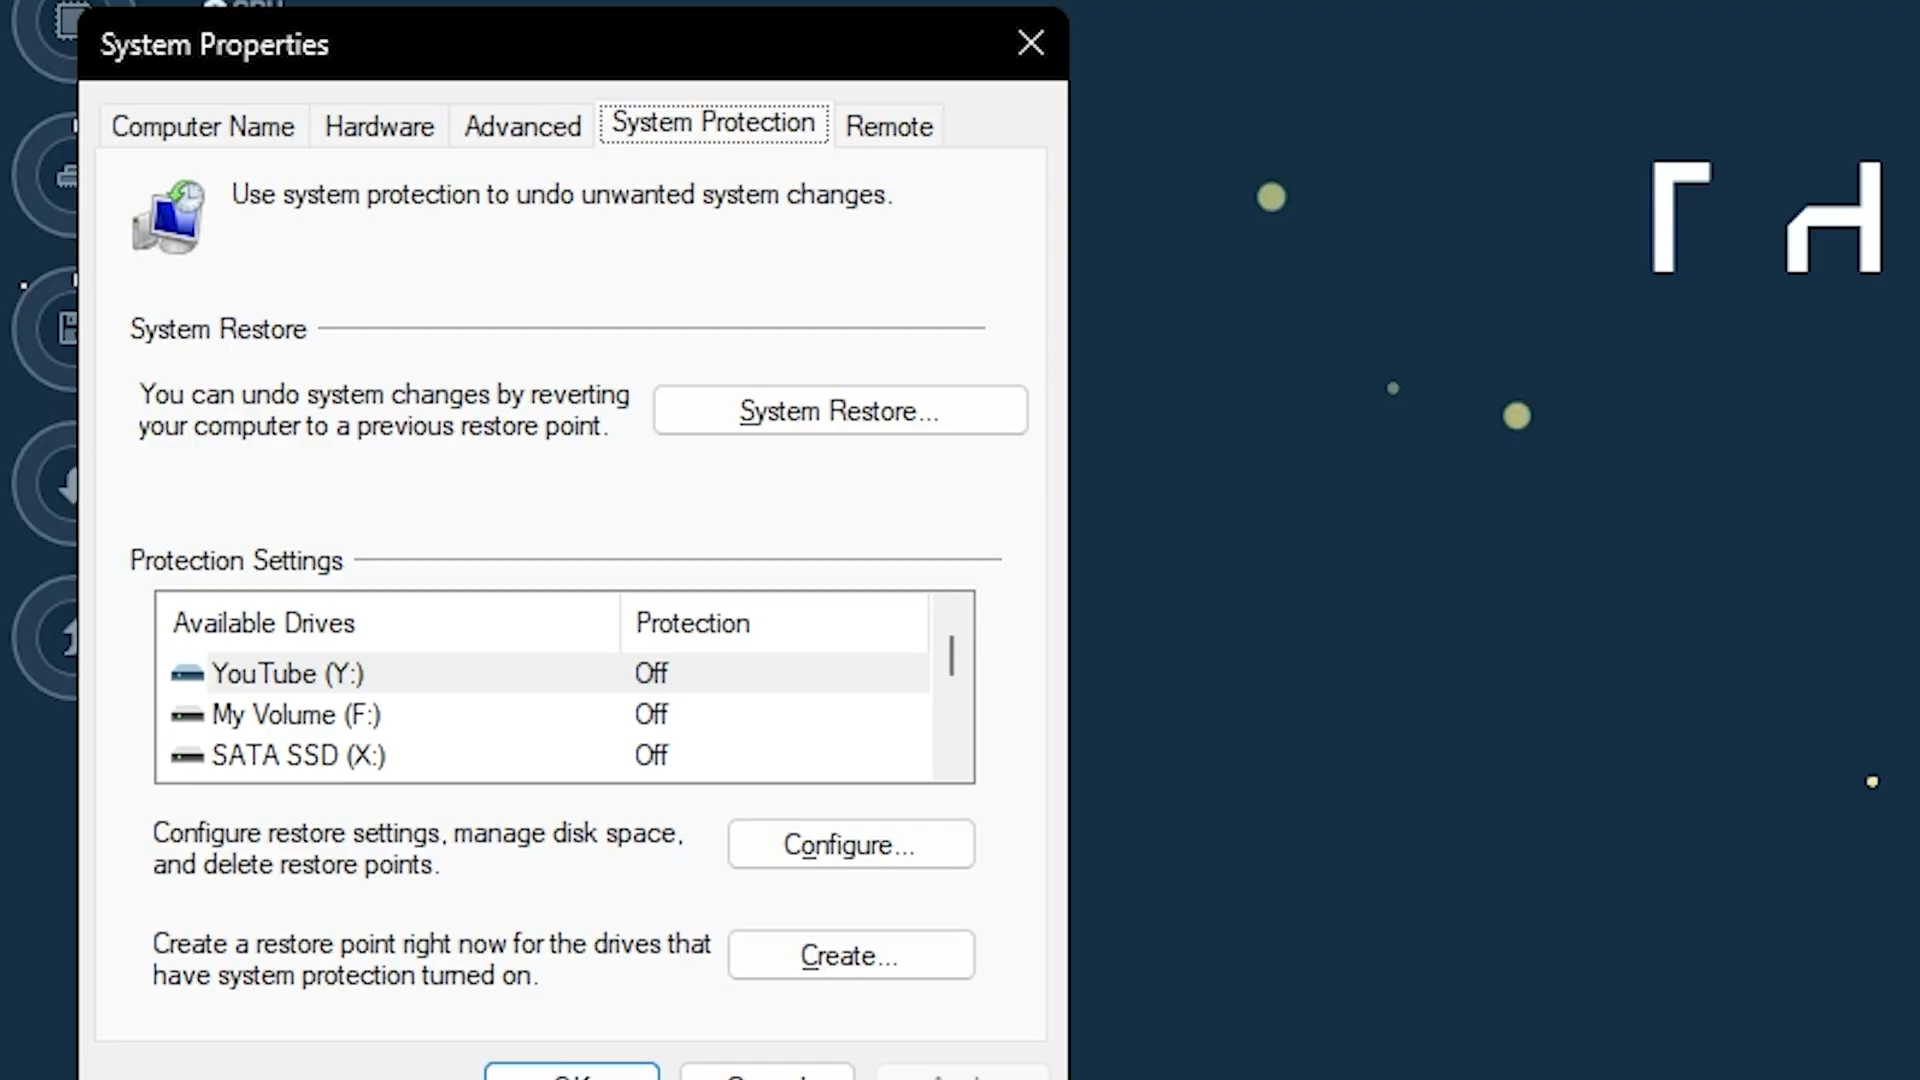 System Properties
Computer Name Hardware Advanced System Protection Remote
Use system protection to undo unwanted system changes.
System Restore
You can undo system changes by reverting
your computer to a previous restore point.
System Restore...
Protection Settings
Available Drives Protection
YouTube (Y:) Off
My Volume (F:) Off
SATA SSD (X:) Off
Configure restore settings, manage disk space,
and delete restore points.
Configure...
Create a restore point right now for the drives that
have system protection turned on.
Create...